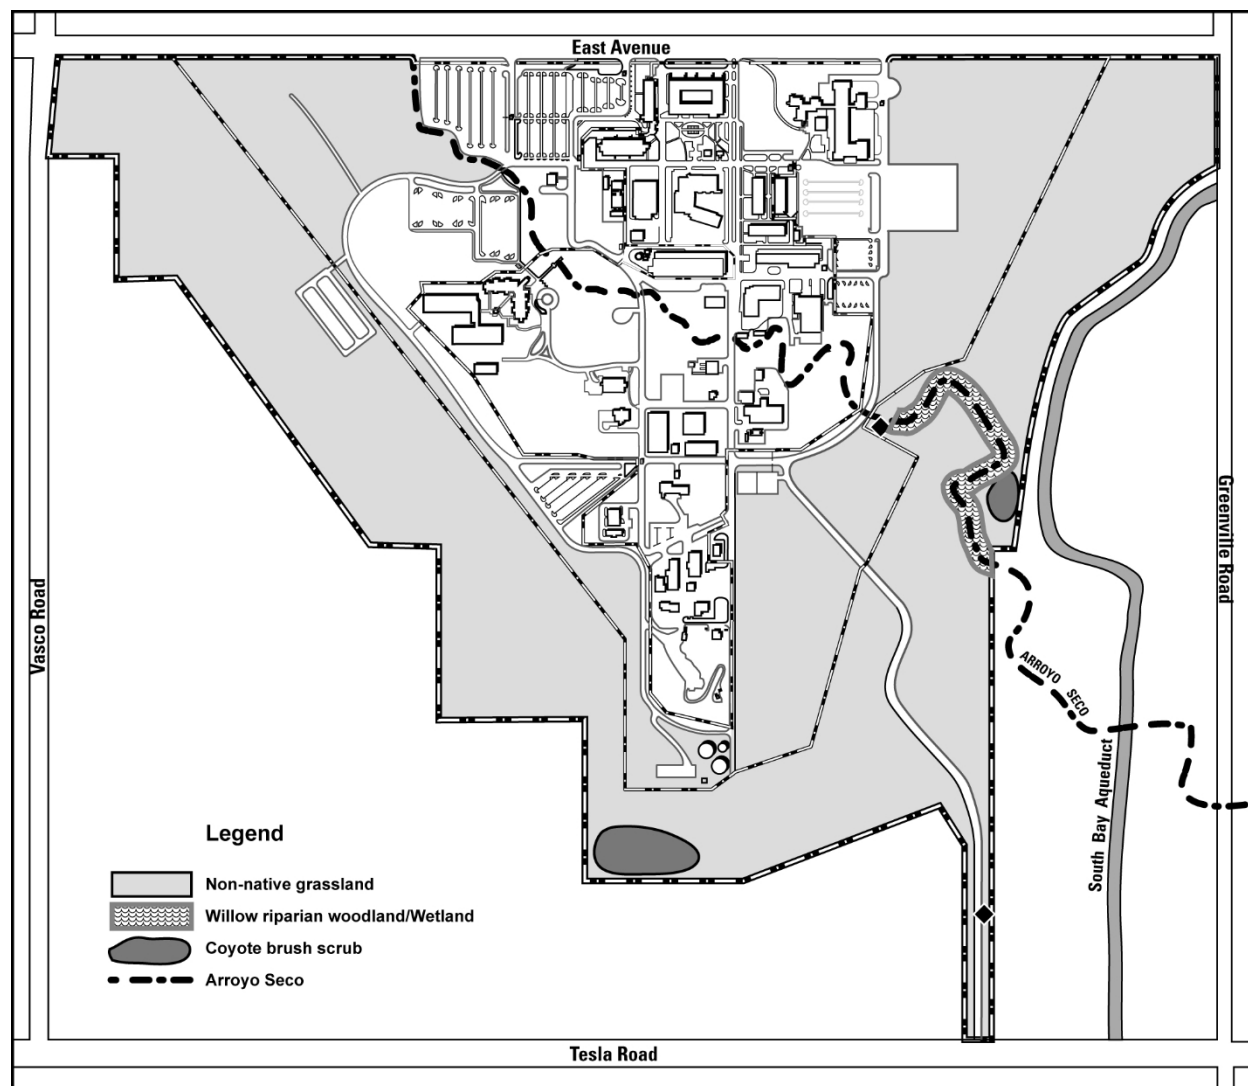 East Avenue
Vasco Road
Greenville Road
ARROYO SECO
South Bay Aqueduct
Legend
Non-native grassland
Willow riparian woodland/Wetland
Coyote brush scrub
Arroyo Seco
Tesla Road